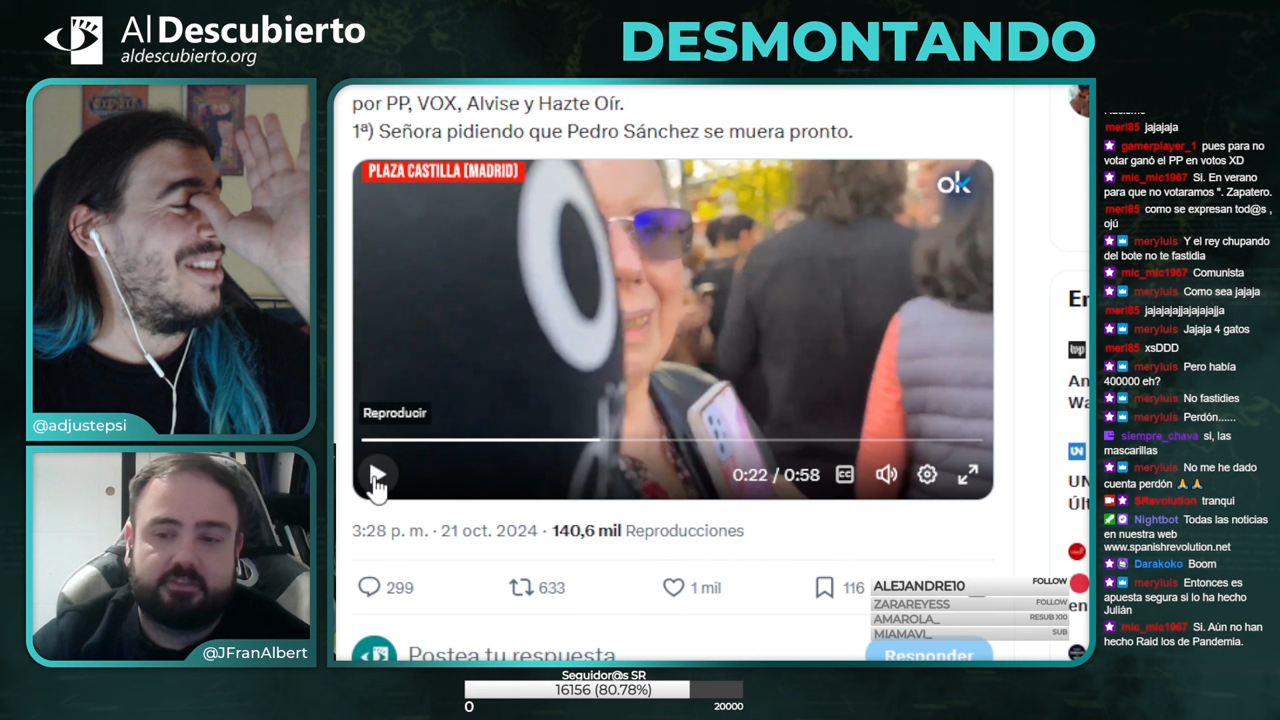 Al Descubierto
aldescubierto.org
DESMONTANDO
por PP, VOX, Alvise y Hazte Oír.
1ª) Señora pidiendo que Pedro Sánchez se muera pronto.
PLAZA CASTILLA (MADRID)
ok
Reproducir
0:22 / 0:58
CC
3:28 p. m. · 21 oct. 2024 · 140,6 mil Reproducciones
299
633
1 mil
116
Postea tu respuesta
Responder
ALEJANDRE10 FOLLOW
ZARAREYESS FOLLOW
AMAROLA_ RESUB X10
MIAMAVI_ SUB
@adjustepsi
@JFranAlbert
Seguidor@s SR
16156 (80.78%)
0
20000
merl85 jajajaja
gamerplayer_1 pues para no
votar ganó el PP en votos XD
mic_mic1967 Si. En verano
para que no votaramos ". Zapatero.
merl85 como se expresan tod@s ,
ojú
meryluis Y el rey chupando
del bote no te fastidia
mic_mic1967 Comunista
meryluis Como sea jajaja
merl85 jajajajajjajajajajja
meryluis Jajaja 4 gatos
merl85 xsDDD
meryluis Pero había
400000 eh?
meryluis No fastidies
meryluis Perdón......
siempre_chava si, las
mascarillas
meryluis No me he dado
cuenta perdón 🙏 🙏
SRevolution tranqui
Nightbot Todas las noticias
en nuestra web
www.spanishrevolution.net
Darakoko Boom
meryluis Entonces es
apuesta segura si lo ha hecho
Julián
mic_mic1967 Si. Aún no han
hecho Raid los de Pandemia.